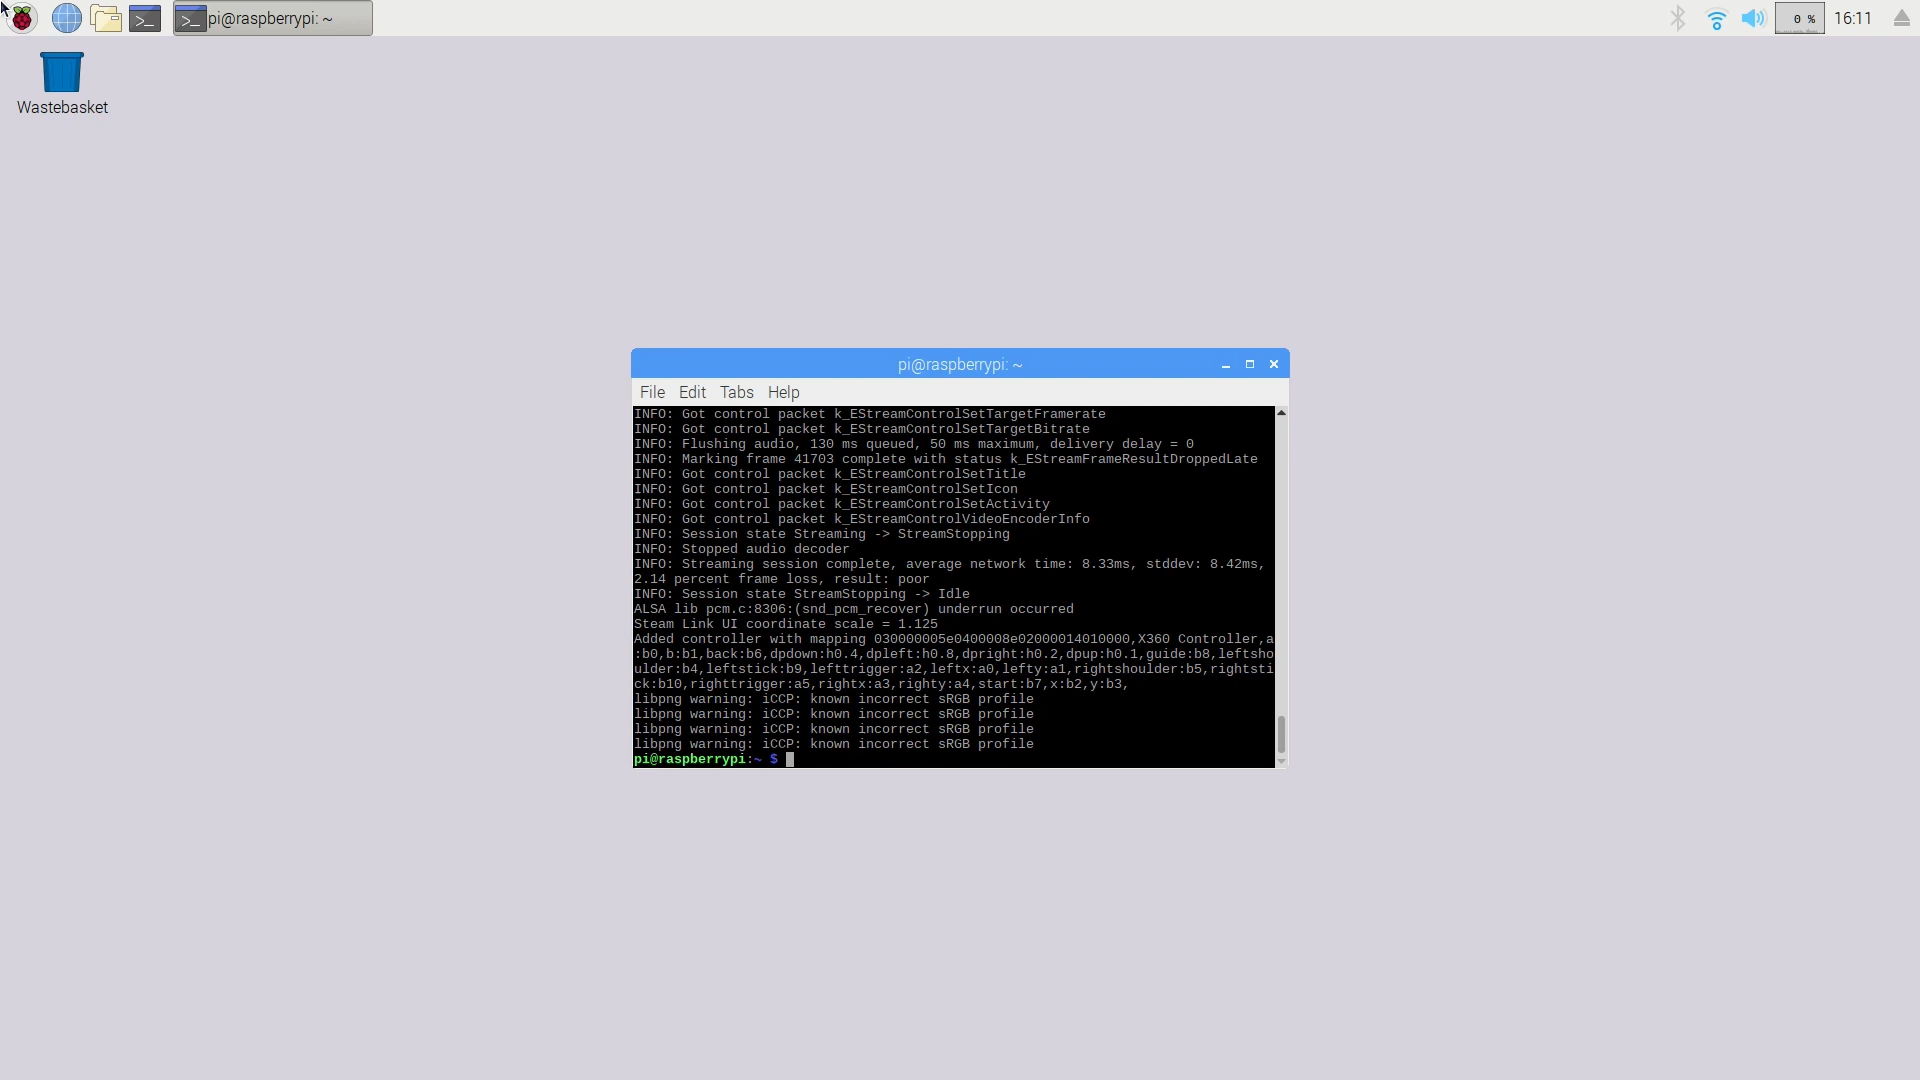 pi@raspberrypi: ~
0 %
16:11
Wastebasket
pi@raspberrypi: ~
File Edit Tabs Help
INFO: Got control packet k_EStreamControlSetTargetFramerate
INFO: Got control packet k_EStreamControlSetTargetBitrate
INFO: Flushing audio, 130 ms queued, 50 ms maximum, delivery delay = 0
INFO: Marking frame 41703 complete with status k_EStreamFrameResultDroppedLate
INFO: Got control packet k_EStreamControlSetTitle
INFO: Got control packet k_EStreamControlSetIcon
INFO: Got control packet k_EStreamControlSetActivity
INFO: Got control packet k_EStreamControlVideoEncoderInfo
INFO: Session state Streaming -> StreamStopping
INFO: Stopped audio decoder
INFO: Streaming session complete, average network time: 8.33ms, stddev: 8.42ms,
2.14 percent frame loss, result: poor
INFO: Session state StreamStopping -> Idle
ALSA lib pcm.c:8306:(snd_pcm_recover) underrun occurred
Steam Link UI coordinate scale = 1.125
Added controller with mapping 030000005e0400008e02000014010000,X360 Controller,a
:b0,b:b1,back:b6,dpdown:h0.4,dpleft:h0.8,dpright:h0.2,dpup:h0.1,guide:b8,leftsho
ulder:b4,leftstick:b9,lefttrigger:a2,leftx:a0,lefty:a1,rightshoulder:b5,rightsti
ck:b10,righttrigger:a5,rightx:a3,righty:a4,start:b7,x:b2,y:b3,
libpng warning: iCCP: known incorrect sRGB profile
libpng warning: iCCP: known incorrect sRGB profile
libpng warning: iCCP: known incorrect sRGB profile
libpng warning: iCCP: known incorrect sRGB profile
pi@raspberrypi:~ $